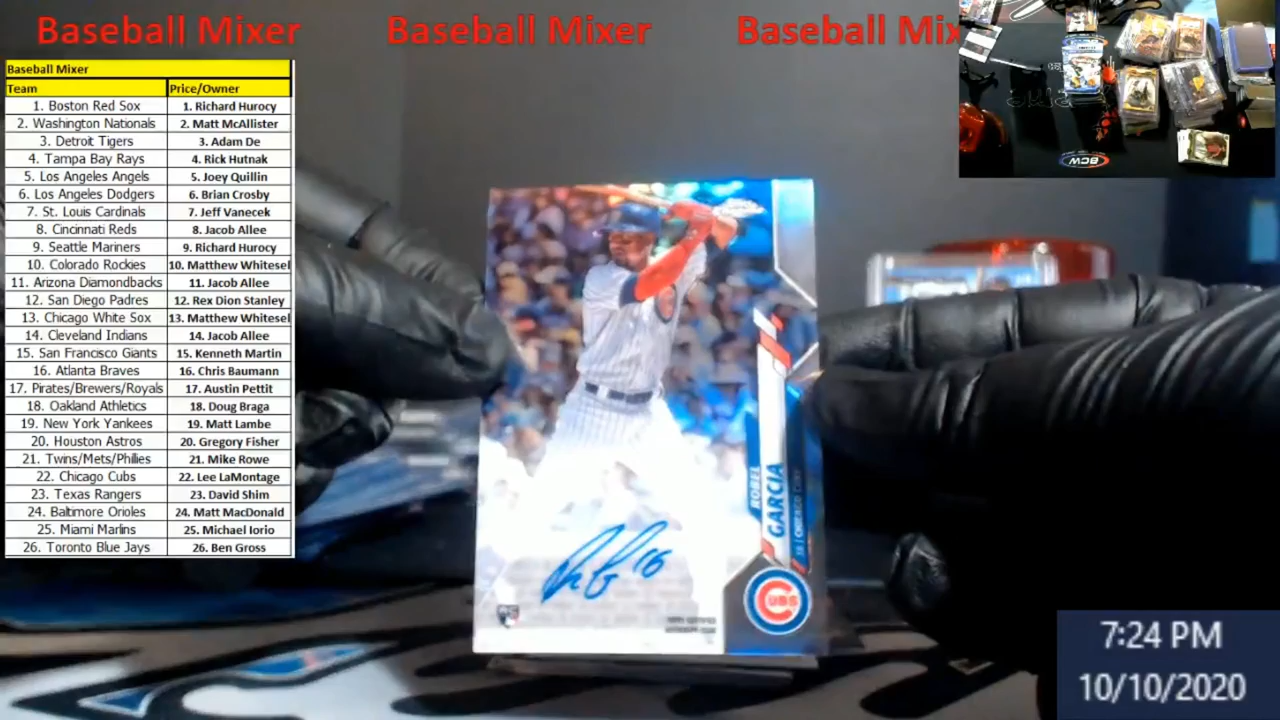 Baseball Mixer Baseball Mixer Baseball Mix
Baseball Mixer
Team Price/Owner
1. Boston Red Sox 1. Richard Hurocy
2. Washington Nationals 2. Matt McAllister
3. Detroit Tigers 3. Adam De
4. Tampa Bay Rays 4. Rick Hutnak
5. Los Angeles Angels 5. Joey Quillin
6. Los Angeles Dodgers 6. Brian Crosby
7. St. Louis Cardinals 7. Jeff Vanecek
8. Cincinnati Reds 8. Jacob Allee
9. Seattle Mariners 9. Richard Hurocy
10. Colorado Rockies 10. Matthew Whitesel
11. Arizona Diamondbacks 11. Jacob Allee
12. San Diego Padres 12. Rex Dion Stanley
13. Chicago White Sox 13. Matthew Whitesel
14. Cleveland Indians 14. Jacob Allee
15. San Francisco Giants 15. Kenneth Martin
16. Atlanta Braves 16. Chris Baumann
17. Pirates/Brewers/Royals 17. Austin Pettit
18. Oakland Athletics 18. Doug Braga
19. New York Yankees 19. Matt Lambe
20. Houston Astros 20. Gregory Fisher
21. Twins/Mets/Phillies 21. Mike Rowe
22. Chicago Cubs 22. Lee LaMontage
23. Texas Rangers 23. David Shim
24. Baltimore Orioles 24. Matt MacDonald
25. Miami Marlins 25. Michael Iorio
26. Toronto Blue Jays 26. Ben Gross
BCW
ROBEL
GARCIA
16
CUBS
7:24 PM
10/10/2020